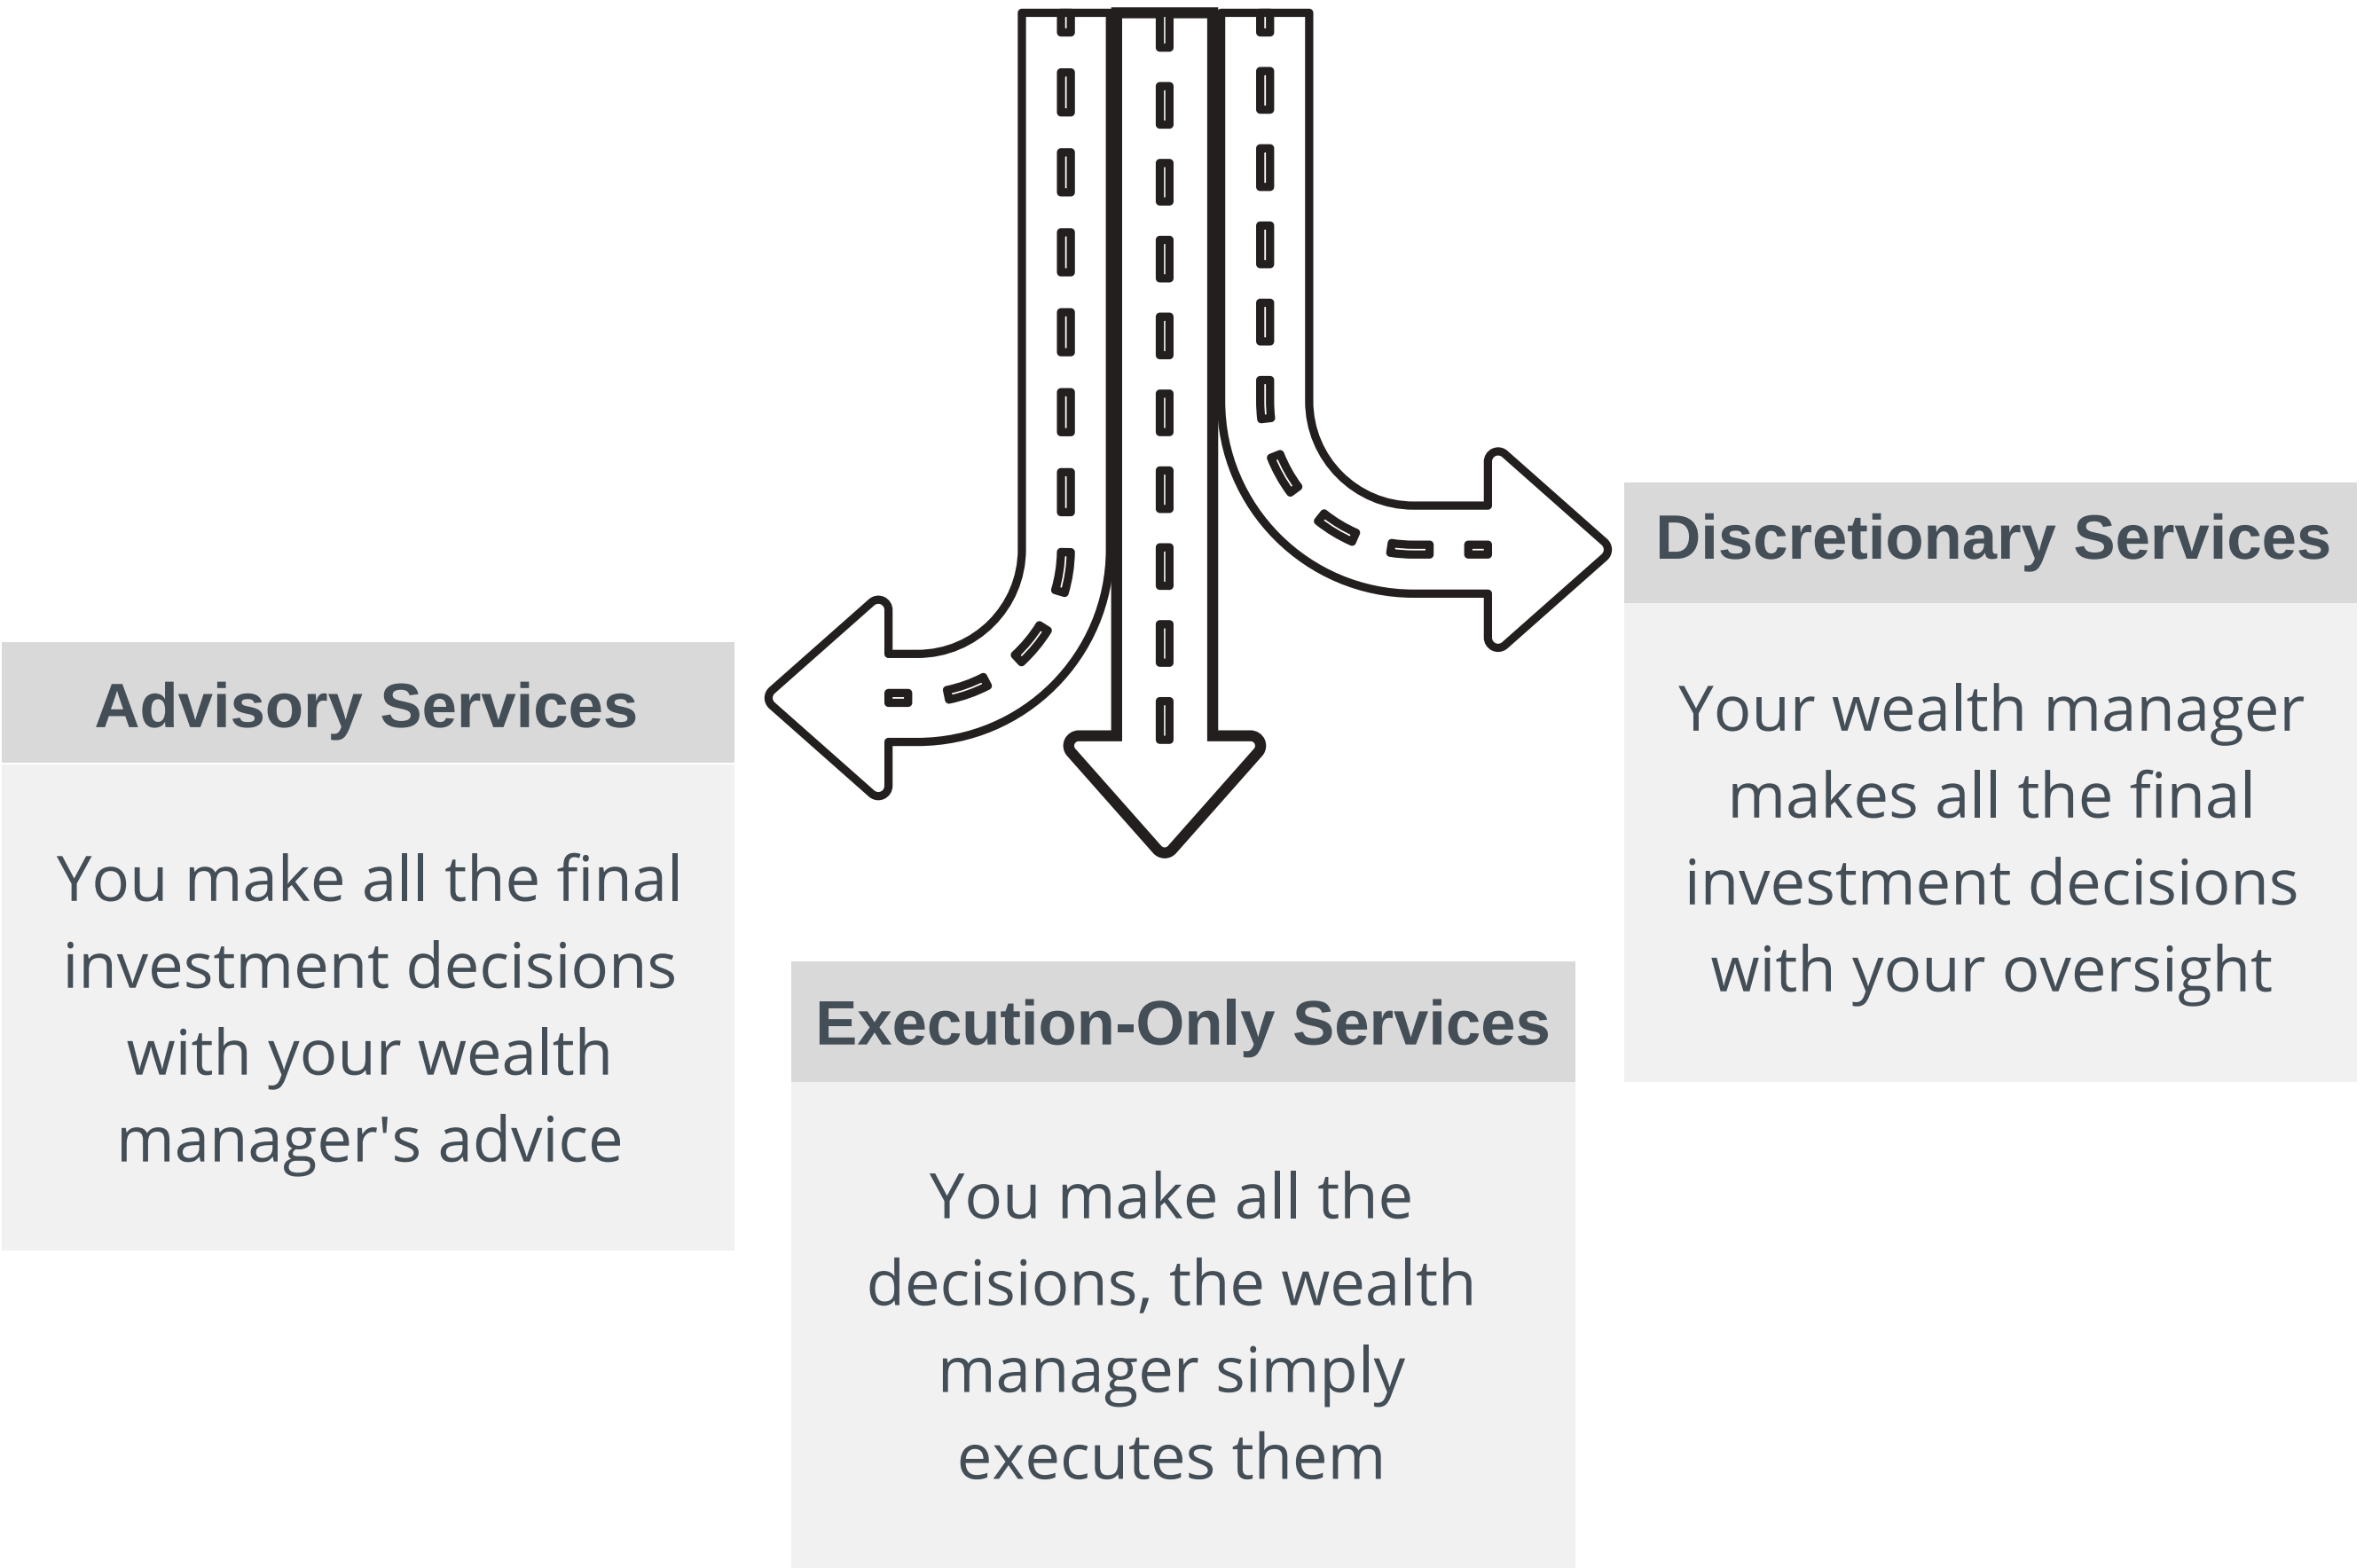 Advisory Services
You make all the final
investment decisions
with your wealth
manager's advice
Execution-Only Services
You make all the
decisions, the wealth
manager simply
executes them
Discretionary Services
Your wealth manager
makes all the final
investment decisions
with your oversight